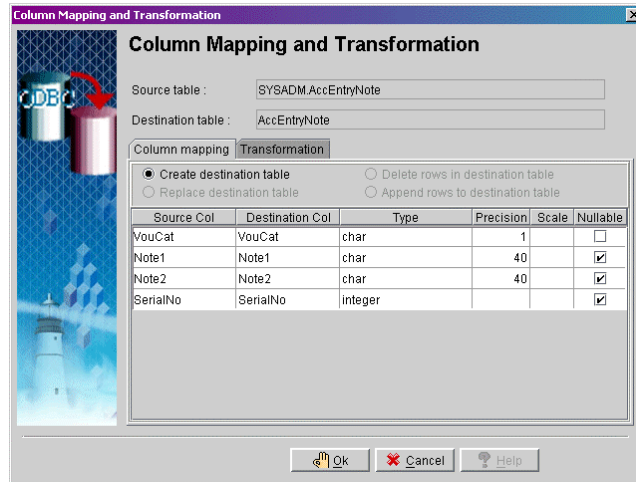 Column Mapping and Transformation
Column Mapping and Transformation
Source table : SYSADM.AccEntryNote
Destination table : AccEntryNote
Column mapping Transformation
Create destination table Delete rows in destination table
Replace destination table Append rows to destination table
Source Col Destination Col Type Precision Scale Nullable
VouCat VouCat char 1
Note1 Note1 char 40
Note2 Note2 char 40
SerialNo SerialNo integer
Ok Cancel Help
ODBC